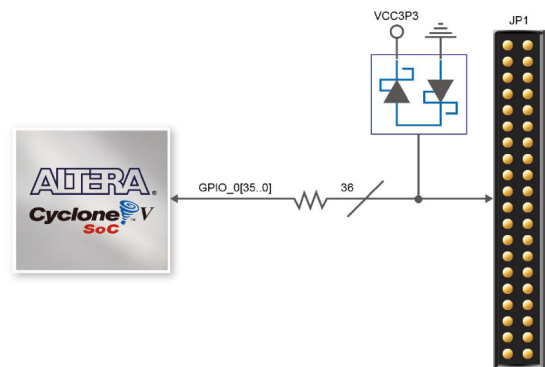 VCC3P3
JP1
GPIO_0[35..0]
36
ALTERA.
Cyclone V
SoC